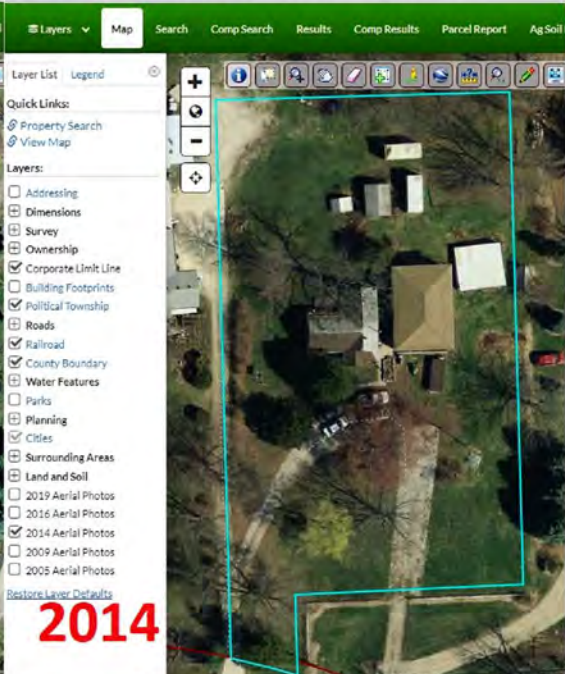 Layers Map Search Comp Search Results Comp Results Parcel Report Ag Soil
Layer List Legend
Quick Links:
Property Search
View Map
Layers:
Addressing
Dimensions
Survey
Ownership
Corporate Limit Line
Building Footprints
Political Township
Roads
Railroad
County Boundary
Water Features
Parks
Planning
Cities
Surrounding Areas
Land and Soil
2019 Aerial Photos
2016 Aerial Photos
2014 Aerial Photos
2009 Aerial Photos
2005 Aerial Photos
Restore Layer Defaults
2014